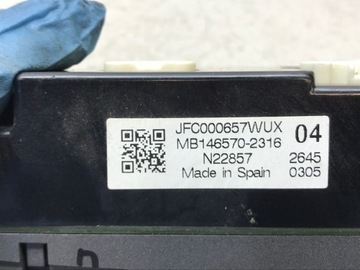 JFC000657WUX 04
MB146570-2316
N22857 2645
Made in Spain 0305